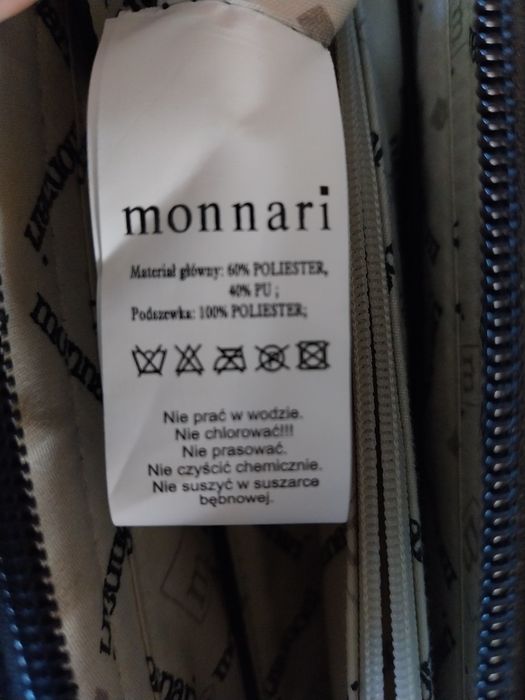 monnari
Materiał główny: 60% POLIESTER,
40% PU ;
Podszewka: 100% POLIESTER;
Nie prać w wodzie.
Nie chlorować!!!
Nie prasować.
Nie czyścić chemicznie.
Nie suszyć w suszarce
bębnowej.